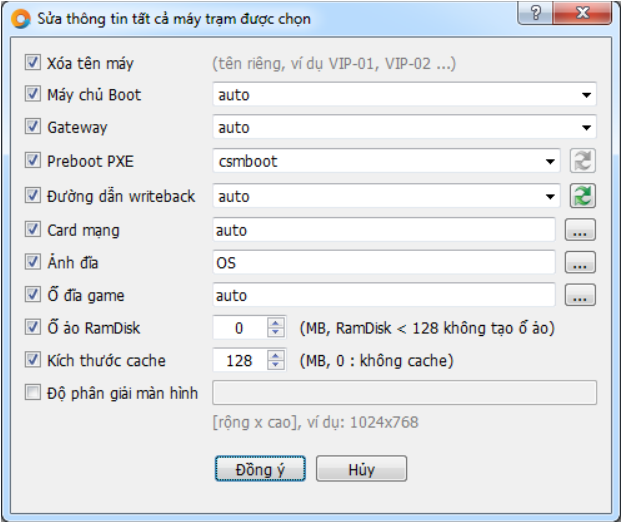 Sửa thông tin tất cả máy trạm được chọn
Xóa tên máy (tên riêng, ví dụ VIP-01, VIP-02 ...)
Máy chủ Boot auto
Gateway auto
Preboot PXE csmboot
Đường dẫn writeback auto
Card mạng auto ...
Ảnh đĩa OS ...
Ổ đĩa game auto ...
Ổ ảo RamDisk 0 (MB, RamDisk < 128 không tạo ổ ảo)
Kích thước cache 128 (MB, 0 : không cache)
Độ phân giải màn hình
[rộng x cao], ví dụ: 1024x768
Đồng ý Hủy